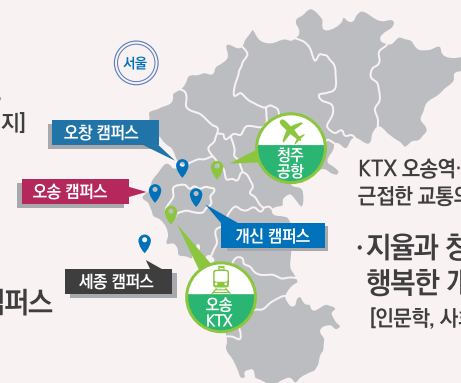 서울
지]
오창 캠퍼스
청주
공항
KTX 오송역·
근접한 교통의
오송 캠퍼스
개신 캠퍼스
·지율과 창
행복한 개
세종 캠퍼스
오송
KTX
캠퍼스
[인문학, 사회